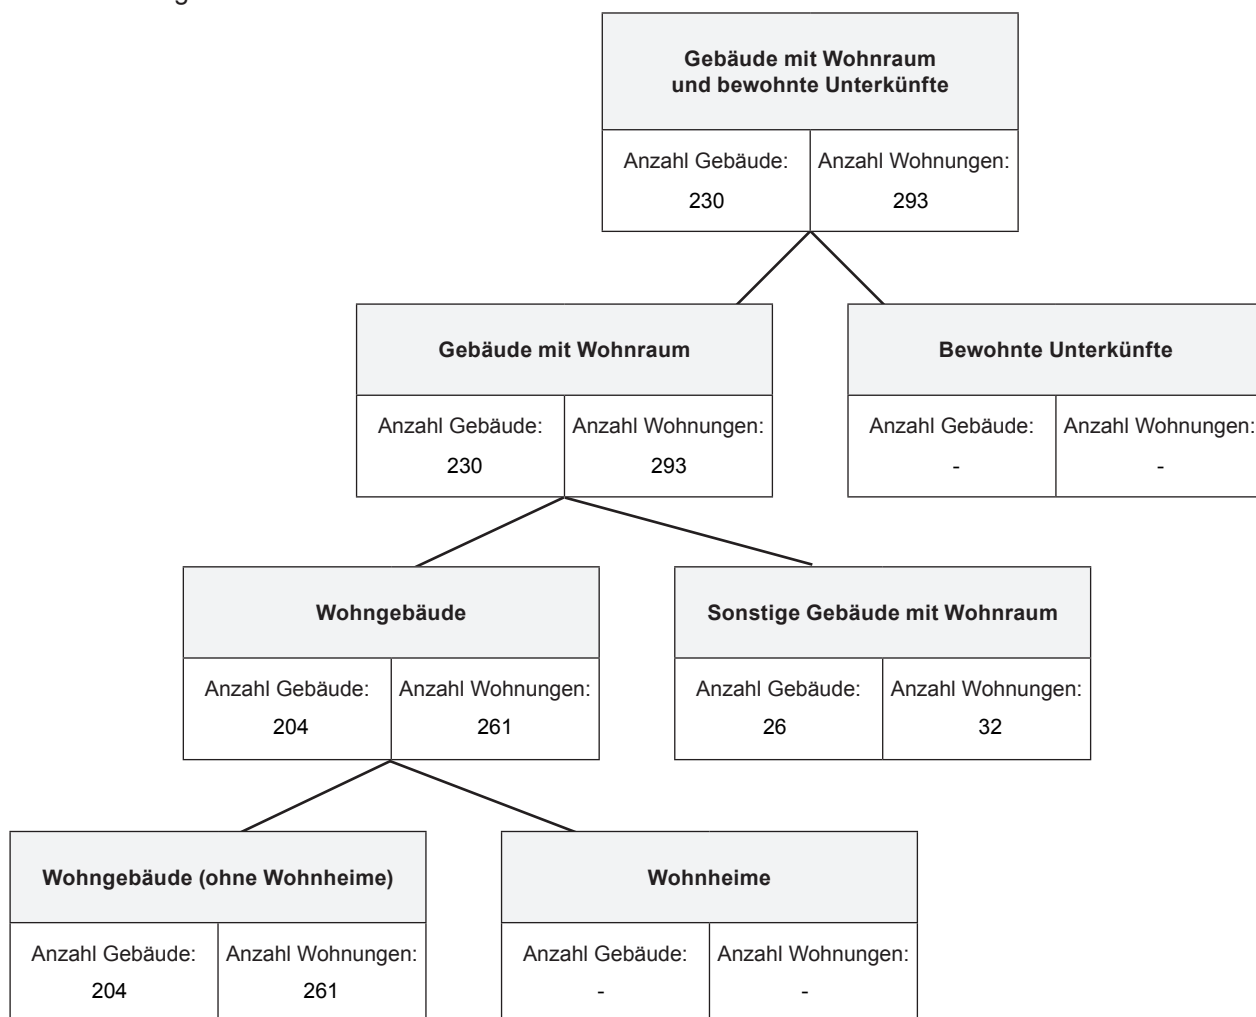 Gebäude mit Wohnraum
und bewohnte Unterkünfte
Anzahl Gebäude: Anzahl Wohnungen:
230 293
Gebäude mit Wohnraum
Bewohnte Unterkünfte
Anzahl Gebäude: Anzahl Wohnungen:
230 293
Anzahl Gebäude: Anzahl Wohnungen:
- -
Wohngebäude
Sonstige Gebäude mit Wohnraum
Anzahl Gebäude: Anzahl Wohnungen:
204 261
Anzahl Gebäude: Anzahl Wohnungen:
26 32
Wohngebäude (ohne Wohnheime)
Wohnheime
Anzahl Gebäude: Anzahl Wohnungen:
204 261
Anzahl Gebäude: Anzahl Wohnungen:
- -